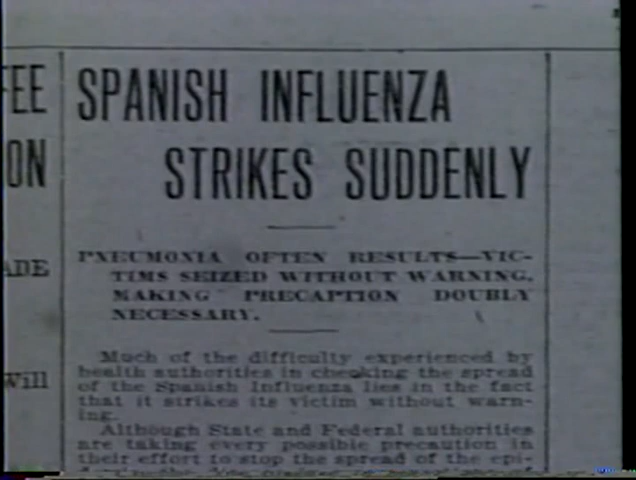 FEE
ON
ADE
Will
SPANISH INFLUENZA
STRIKES SUDDENLY
PNEUMONIA OFTEN RESULTS—VIC-
TIMS SEIZED WITHOUT WARNING,
MAKING PRECAPTION DOUBLY
NECESSARY.
Much of the difficulty experienced by
health authorities in checking the spread
of the Spanish Influenza lies in the fact
that it strikes its victim without warn-
ing.
Although State and Federal authorities
are taking every possible precaution in
their effort to stop the spread of the epi-